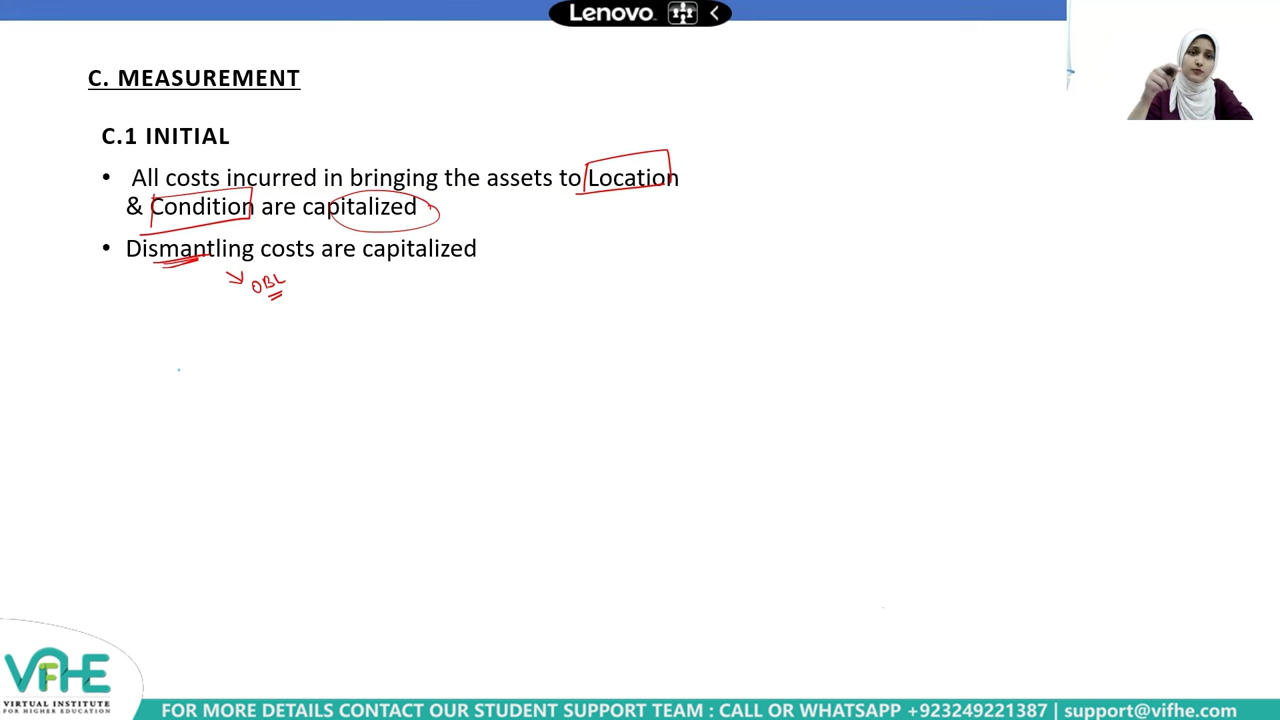 Lenovo
C. MEASUREMENT
C.1 INITIAL
• All costs incurred in bringing the assets to Location
& Condition are capitalized
• Dismantling costs are capitalized
OBL
VFHE
VIRTUAL INSTITUTE
FOR HIGHER EDUCATION
FOR MORE DETAILS CONTACT OUR STUDENT SUPPORT TEAM : CALL OR WHATSAPP +923249221387 | support@vifhe.com